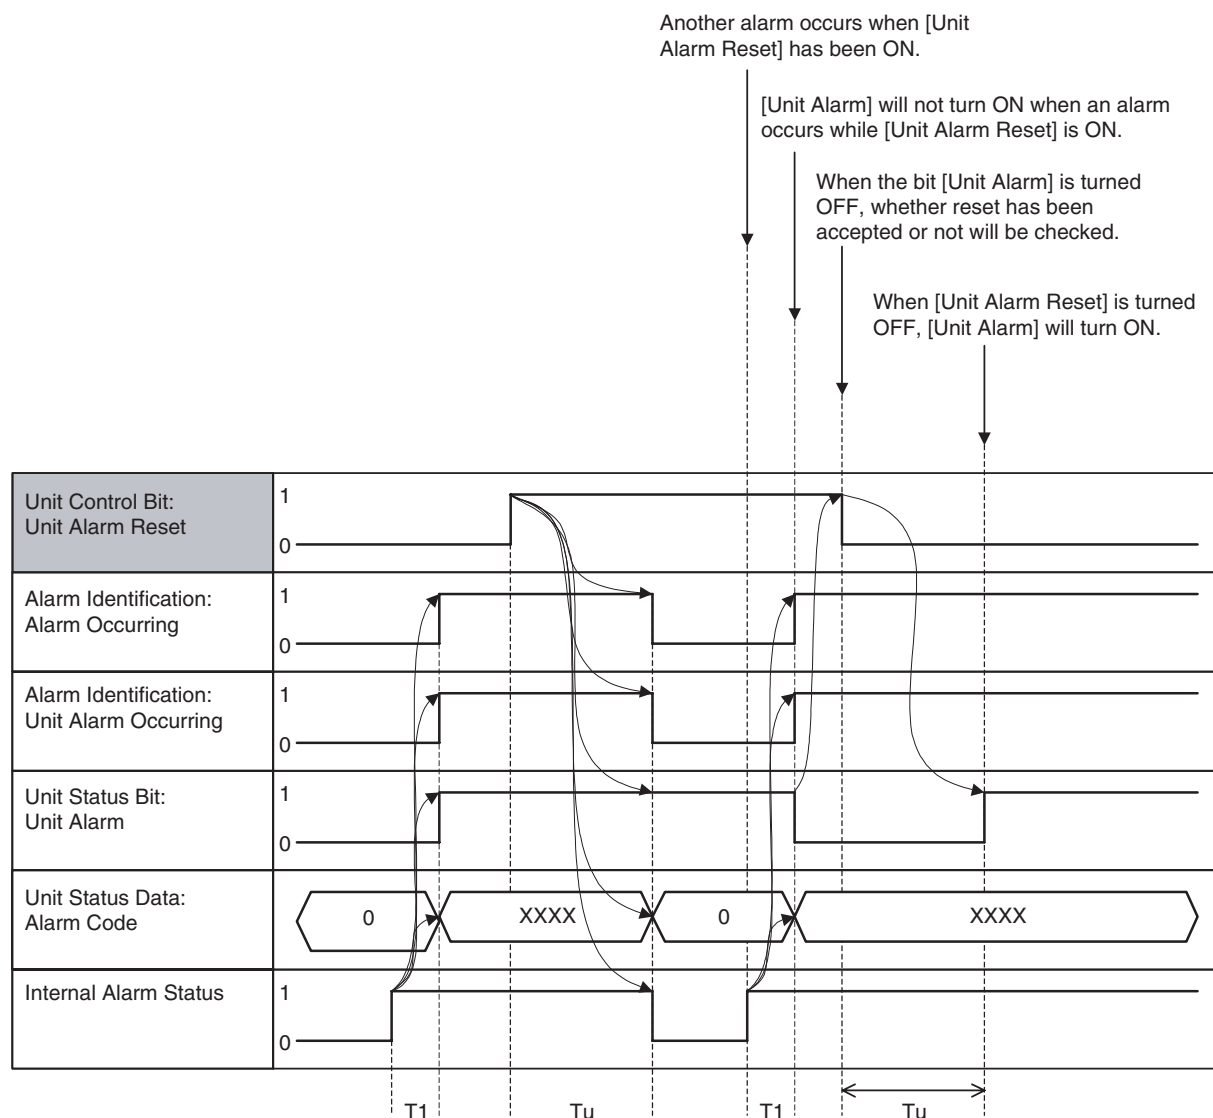 Another alarm occurs when [Unit
Alarm Reset] has been ON.
[Unit Alarm] will not turn ON when an alarm
occurs while [Unit Alarm Reset] is ON.
When the bit [Unit Alarm] is turned
OFF, whether reset has been
accepted or not will be checked.
When [Unit Alarm Reset] is turned
OFF, [Unit Alarm] will turn ON.
Unit Control Bit:
Unit Alarm Reset
1
0
Alarm Identification:
Alarm Occurring
1
0
Alarm Identification:
Unit Alarm Occurring
1
0
Unit Status Bit:
Unit Alarm
1
0
Unit Status Data:
Alarm Code
0
XXXX
0
XXXX
Internal Alarm Status
1
0
T1
Tu
T1
Tu